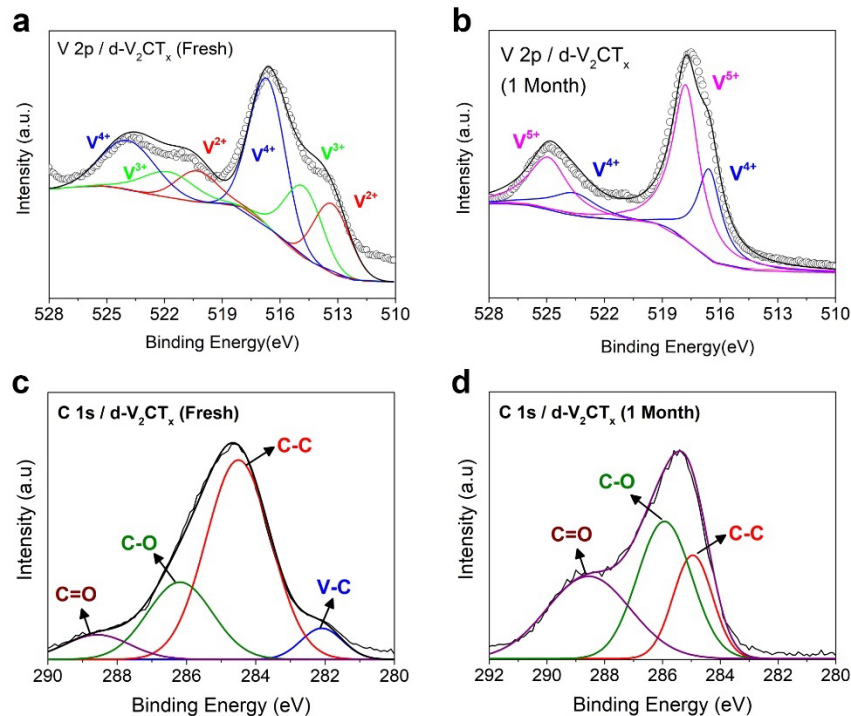 a
V 2p / d-V₂CTₓ (Fresh)
V⁴⁺
V³⁺
V²⁺
V⁴⁺
V³⁺
V²⁺
Intensity (a.u.)
528 525 522 519 516 513 510
Binding Energy(eV)
b
V 2p / d-V₂CTₓ
(1 Month)
V⁵⁺
V⁴⁺
V⁵⁺
V⁴⁺
Intensity (a.u.)
528 525 522 519 516 513 510
Binding Energy(eV)
c
C 1s / d-V₂CTₓ (Fresh)
C-C
C-O
C=O
V-C
Intensity (a.u)
290 288 286 284 282 280
Binding Energy (eV)
d
C 1s / d-V₂CTₓ (1 Month)
C-O
C=O
C-C
Intensity (a.u)
292 290 288 286 284 282 280
Binding Energy (eV)